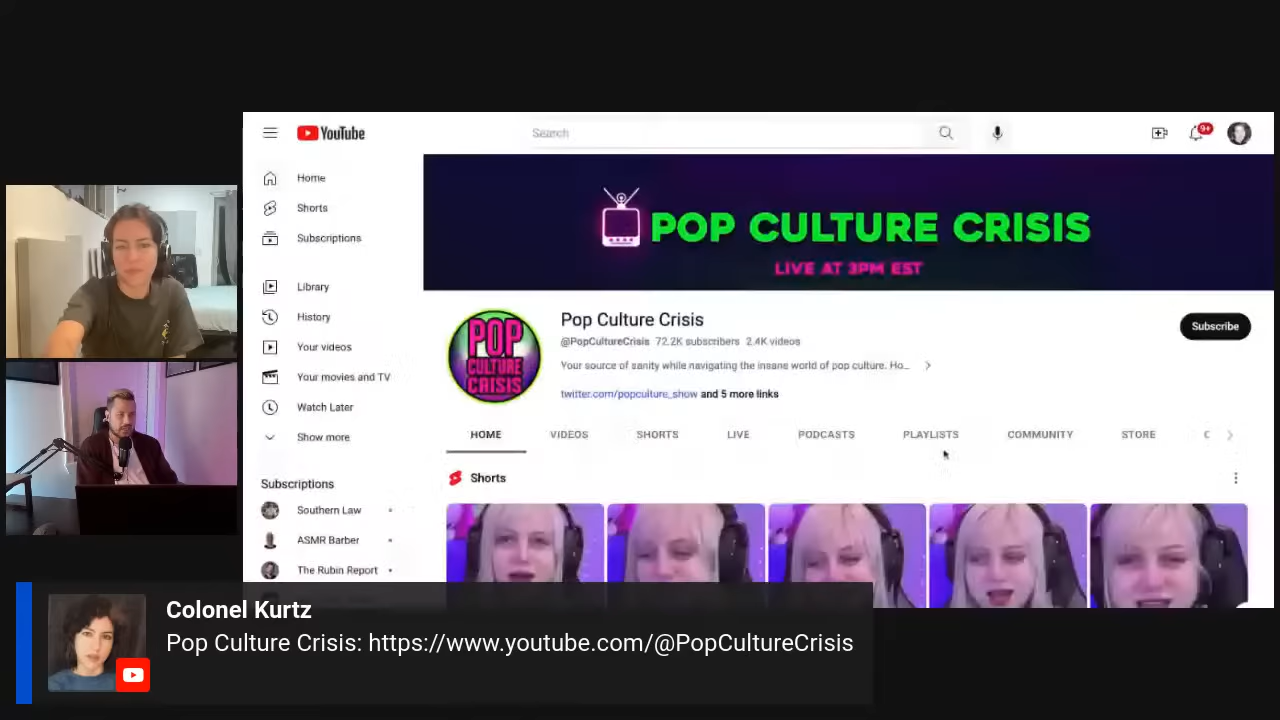 YouTube
Search
9+
Home
Shorts
Subscriptions
Library
History
Your videos
Your movies and TV
Watch Later
Show more
Subscriptions
Southern Law
ASMR Barber
The Rubin Report
POP CULTURE CRISIS
LIVE AT 3PM EST
POP
CULTURE
CRISIS
Pop Culture Crisis
@PopCultureCrisis 72.2K subscribers 2.4K videos
Your source of sanity while navigating the insane world of pop culture. Ho...
twitter.com/popculture_show and 5 more links
Subscribe
HOME VIDEOS SHORTS LIVE PODCASTS PLAYLISTS COMMUNITY STORE
Shorts
Colonel Kurtz
Pop Culture Crisis: https://www.youtube.com/@PopCultureCrisis